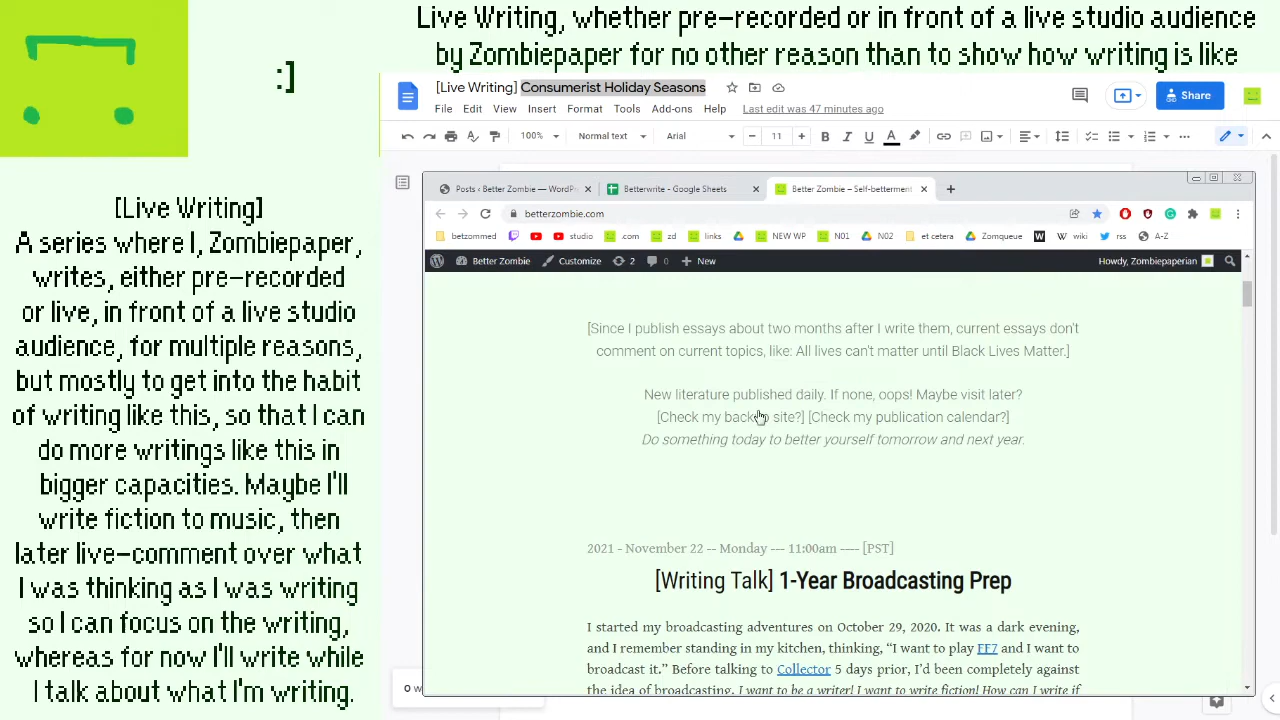 Live Writing, whether pre-recorded or in front of a live studio audience
by Zombiepaper for no other reason than to show how writing is like
:]
[Live Writing]
A series where I, Zombiepaper,
writes, either pre-recorded
or live, in front of a live studio
audience, for multiple reasons,
but mostly to get into the habit
of writing like this, so that I can
do more writings like this in
bigger capacities. Maybe I'll
write fiction to music, then
later live-comment over what
I was thinking as I was writing
so I can focus on the writing,
whereas for now I'll write while
I talk about what I'm writing.
[Live Writing] Consumerist Holiday Seasons
File Edit View Insert Format Tools Add-ons Help Last edit was 47 minutes ago
Share
100% Normal text Arial 11
Posts ‹ Better Zombie — WordPr
Betterwrite - Google Sheets
Better Zombie – Self-betterment
betterzombie.com
betzommed studio .com zd links NEW WP N01 N02 et cetera Zomqueue wiki rss A-Z
Better Zombie Customize 2 0 New Howdy, Zombiepaperian
[Since I publish essays about two months after I write them, current essays don't
comment on current topics, like: All lives can't matter until Black Lives Matter.]
New literature published daily. If none, oops! Maybe visit later?
[Check my backup site?] [Check my publication calendar?]
Do something today to better yourself tomorrow and next year.
2021 - November 22 -- Monday --- 11:00am ---- [PST]
[Writing Talk] 1-Year Broadcasting Prep
I started my broadcasting adventures on October 29, 2020. It was a dark evening,
and I remember standing in my kitchen, thinking, “I want to play FF7 and I want to
broadcast it.” Before talking to Collector 5 days prior, I'd been completely against
the idea of broadcasting. I want to be a writer! I want to write fiction! How can I write if
0 w